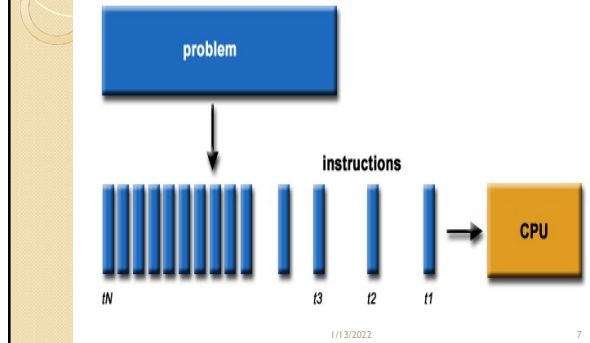 problem
instructions
CPU
tN t3 t2 t1
1/13/2022 7